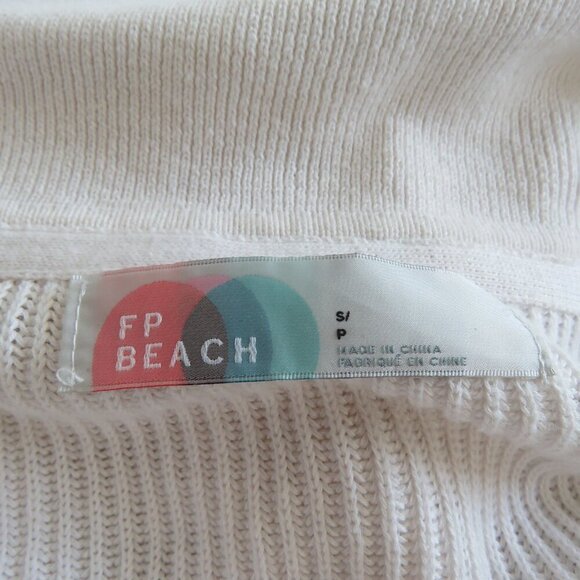 FP
BEACH
S/
P
MADE IN CHINA
FABRIQUÉ EN CHINE